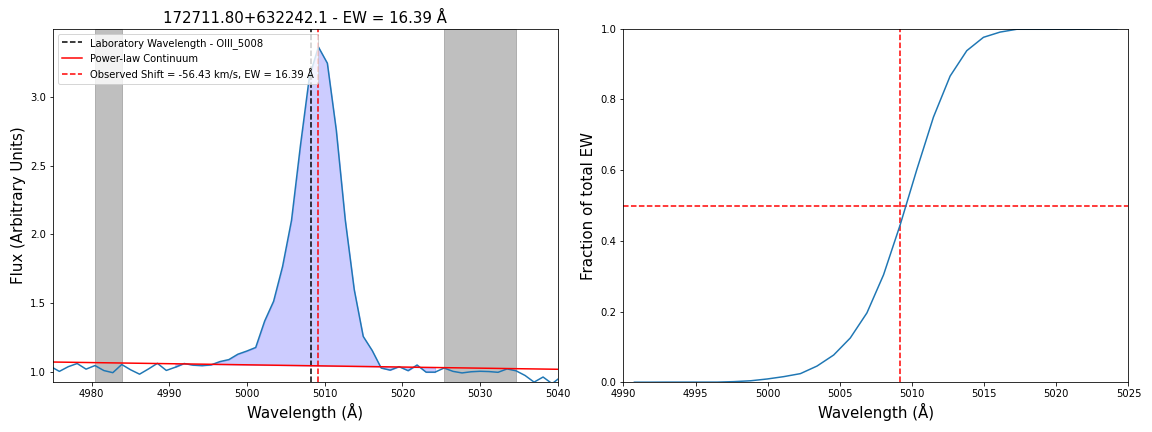 172711.80+632242.1 - EW = 16.39 Å
Laboratory Wavelength - OIII_5008
Power-law Continuum
Observed Shift = -56.43 km/s, EW = 16.39 Å
Flux (Arbitrary Units)
3.0
2.5
2.0
1.5
1.0
4980 4990 5000 5010 5020 5030 5040
Wavelength (Å)
Fraction of total EW
1.0
0.8
0.6
0.4
0.2
0.0
4990 4995 5000 5005 5010 5015 5020 5025
Wavelength (Å)